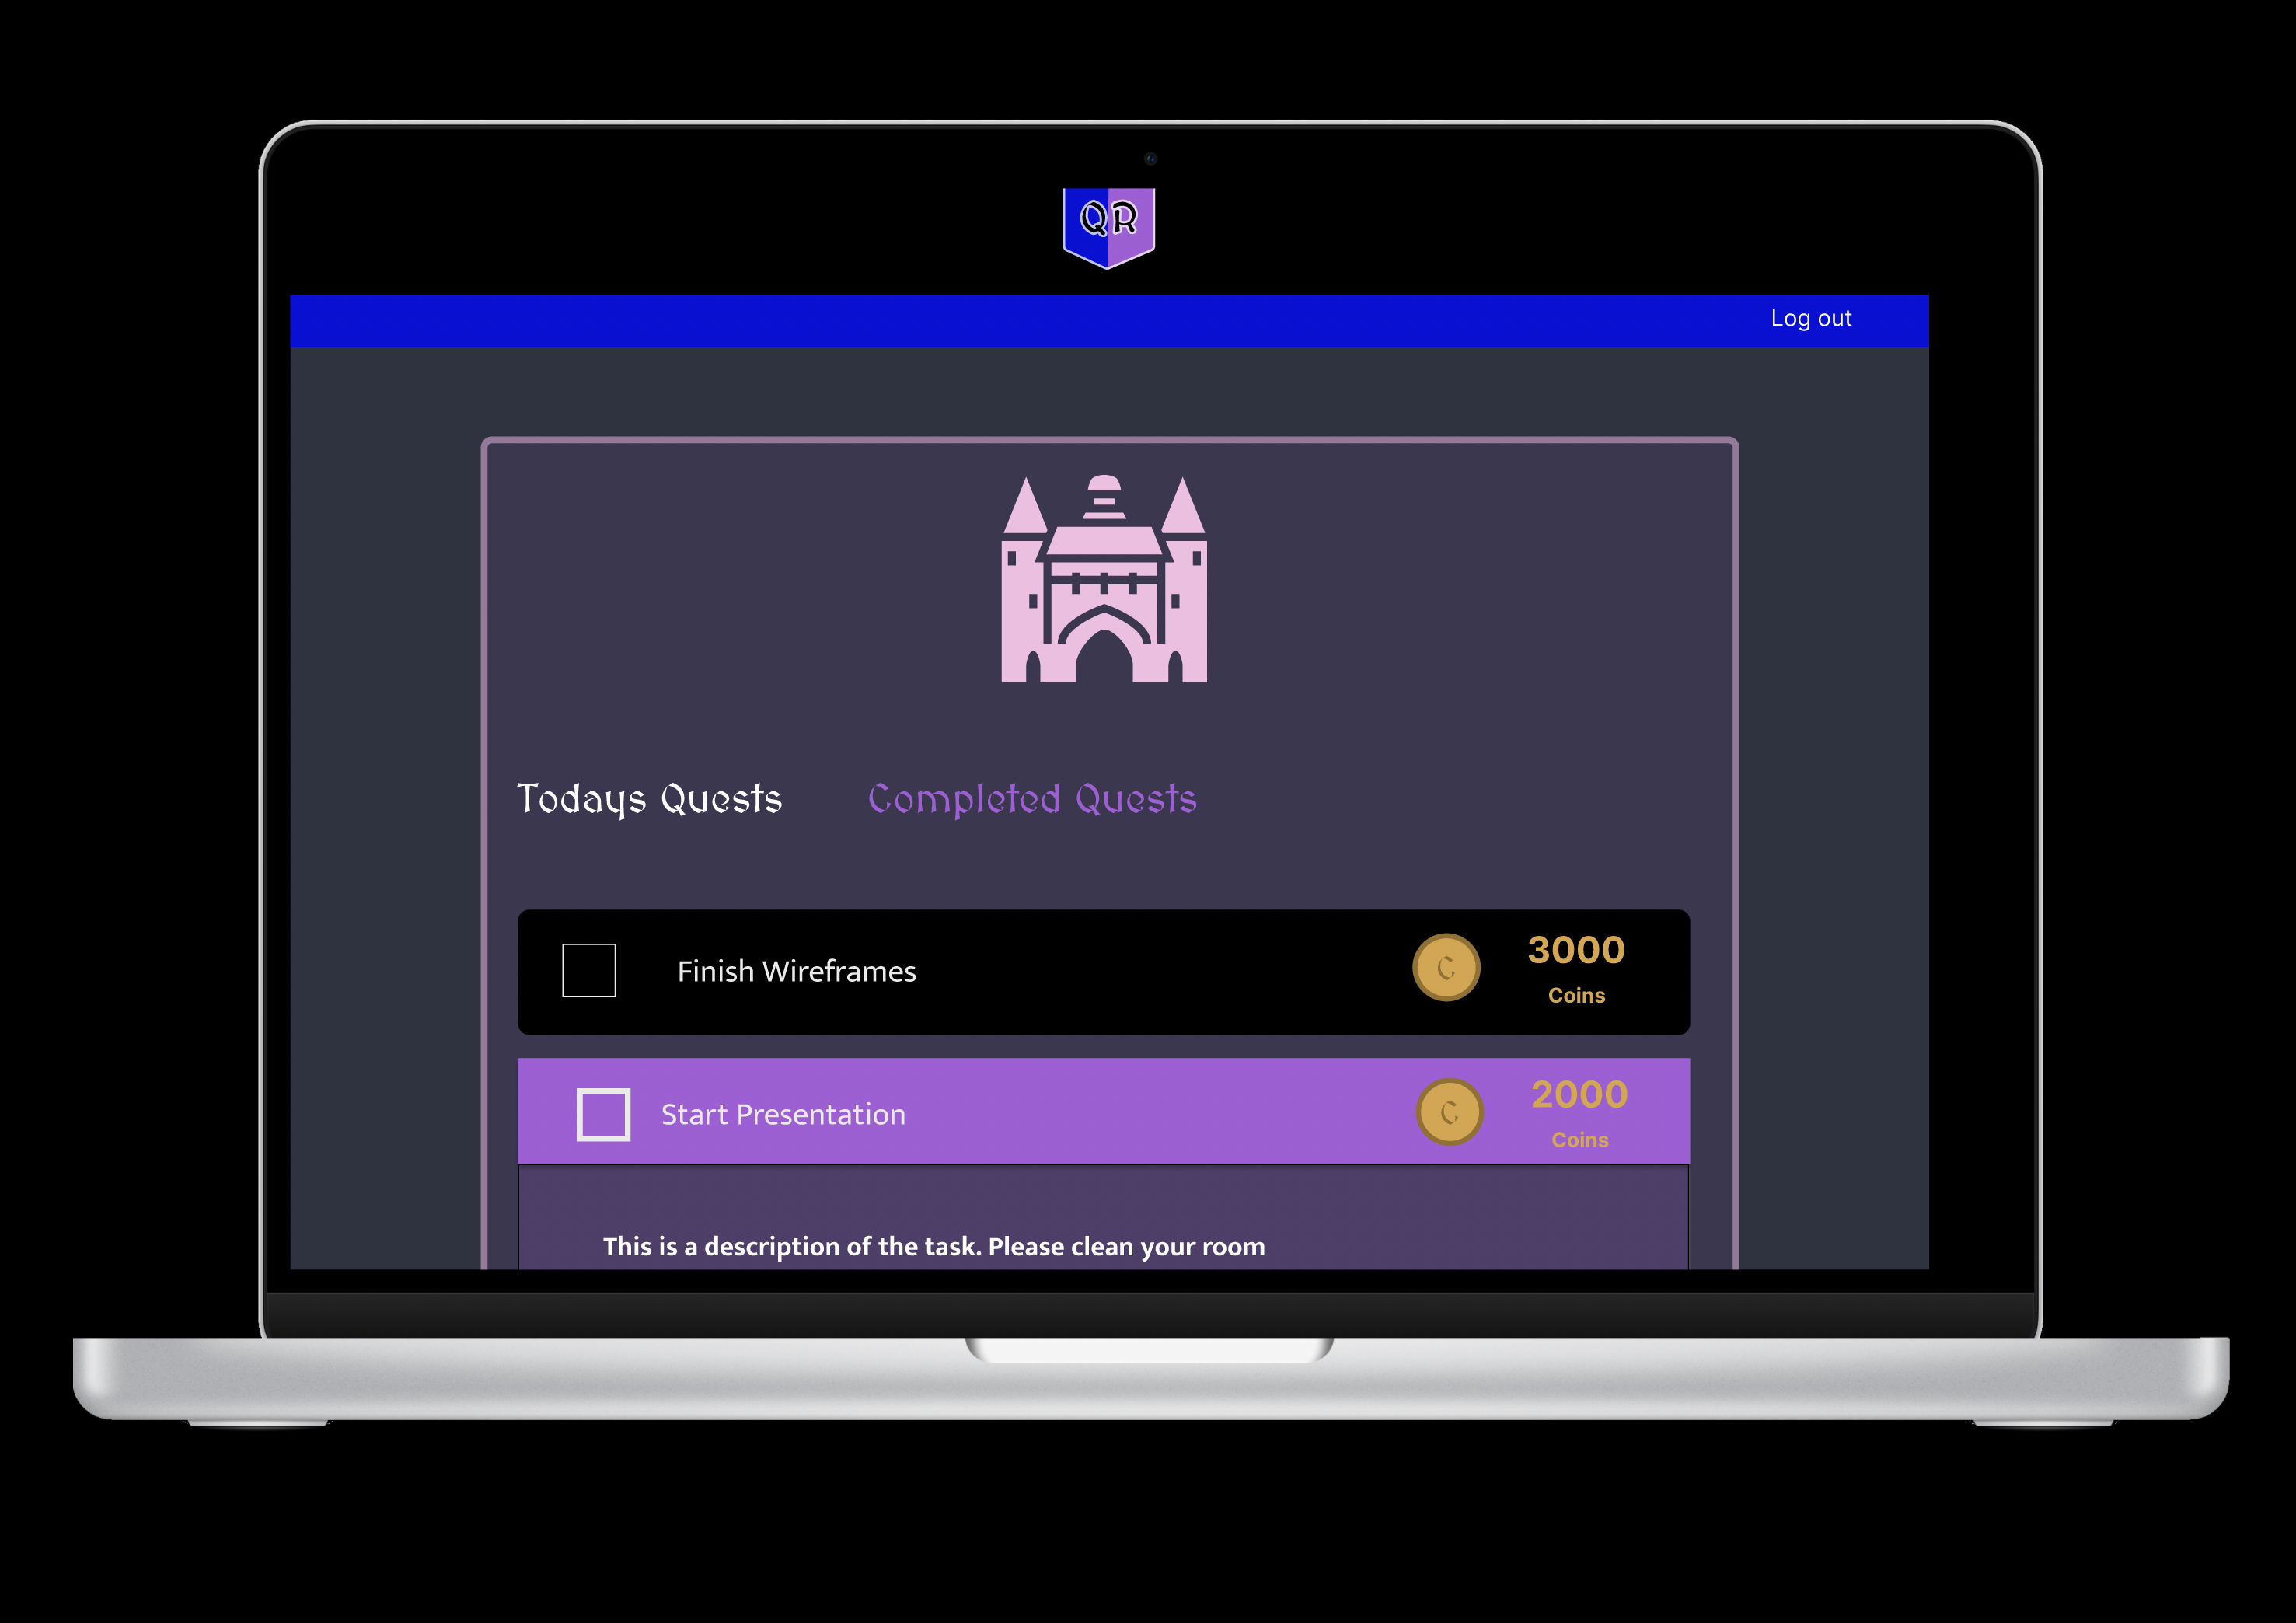 QR
Log out
Todays Quests
Completed Quests
Finish Wireframes
C
3000
Coins
Start Presentation
C
2000
Coins
This is a description of the task. Please clean your room